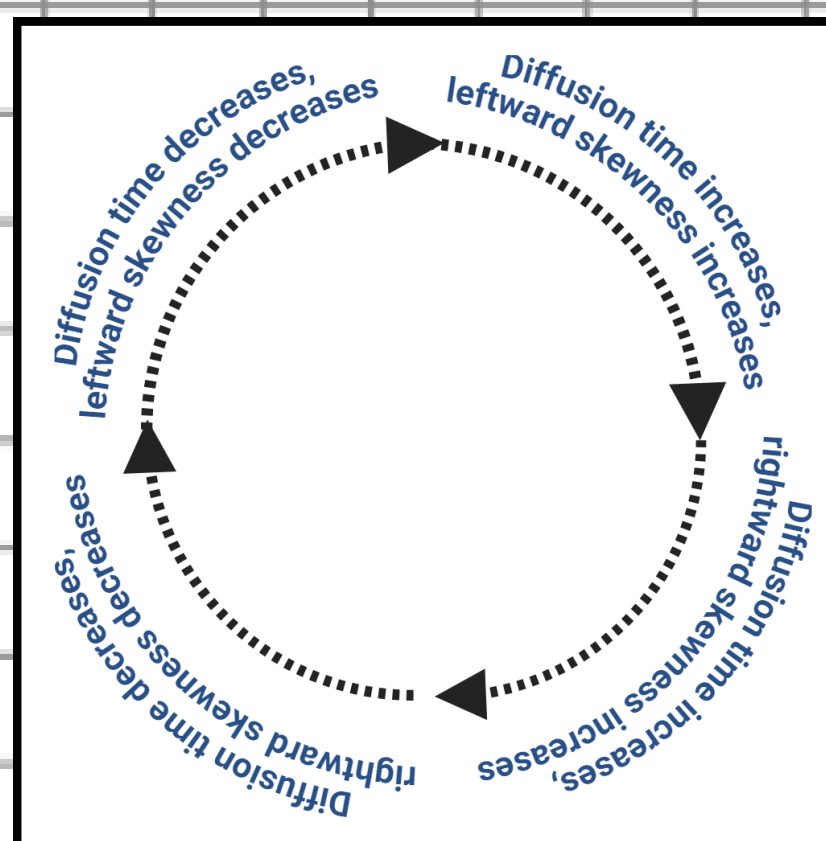 Diffusion time decreases,
leftward skewness decreases
Diffusion time increases,
leftward skewness increases
Diffusion time increases,
rightward skewness increases
Diffusion time decreases,
rightward skewness decreases